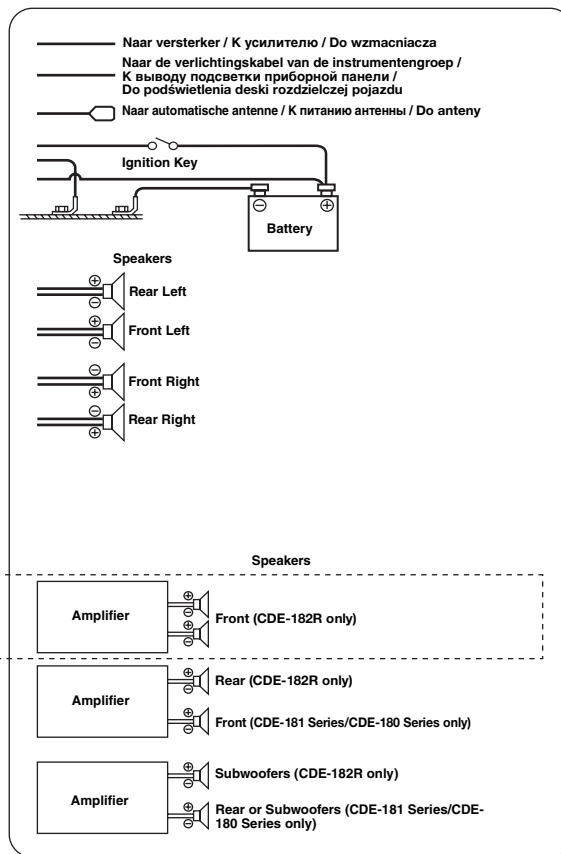 Naar versterker / К усилителю / Do wzmacniacza
Naar de verlichtingskabel van de instrumentengroep /
К выводу подсветки приборной панели /
Do podświetlenia deski rozdzielczej pojazdu
Naar automatische antenne / К питанию антенны / Do anteny
Ignition Key
⊖ ⊕
Battery
Speakers
⊕
Rear Left
⊖
⊕
Front Left
⊖
⊖
Front Right
⊕
⊖
Rear Right
⊕
Speakers
Amplifier
⊕
⊖
Front (CDE-182R only)
⊕
⊖
Amplifier
⊕
⊖
Rear (CDE-182R only)
⊕
⊖
Front (CDE-181 Series/CDE-180 Series only)
Amplifier
⊕
⊖
Subwoofers (CDE-182R only)
⊕
⊖
Rear or Subwoofers (CDE-181 Series/CDE-
180 Series only)